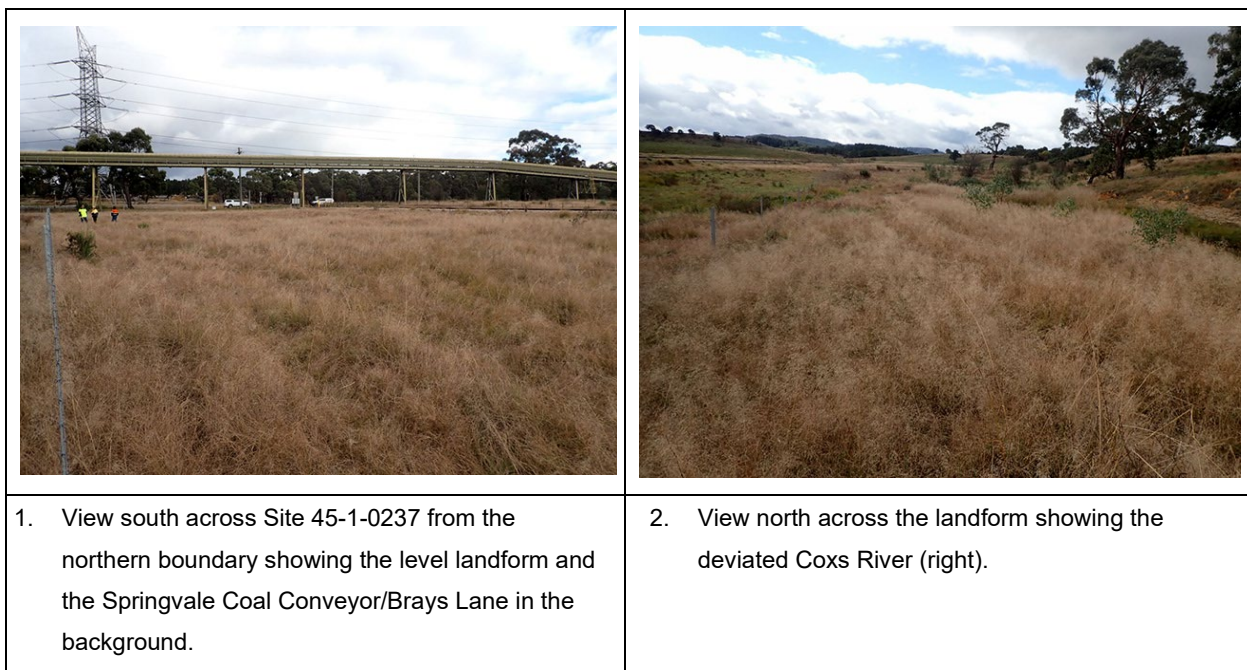 1. View south across Site 45-1-0237 from the
northern boundary showing the level landform and
the Springvale Coal Conveyor/Brays Lane in the
background.
2. View north across the landform showing the
deviated Coxs River (right).